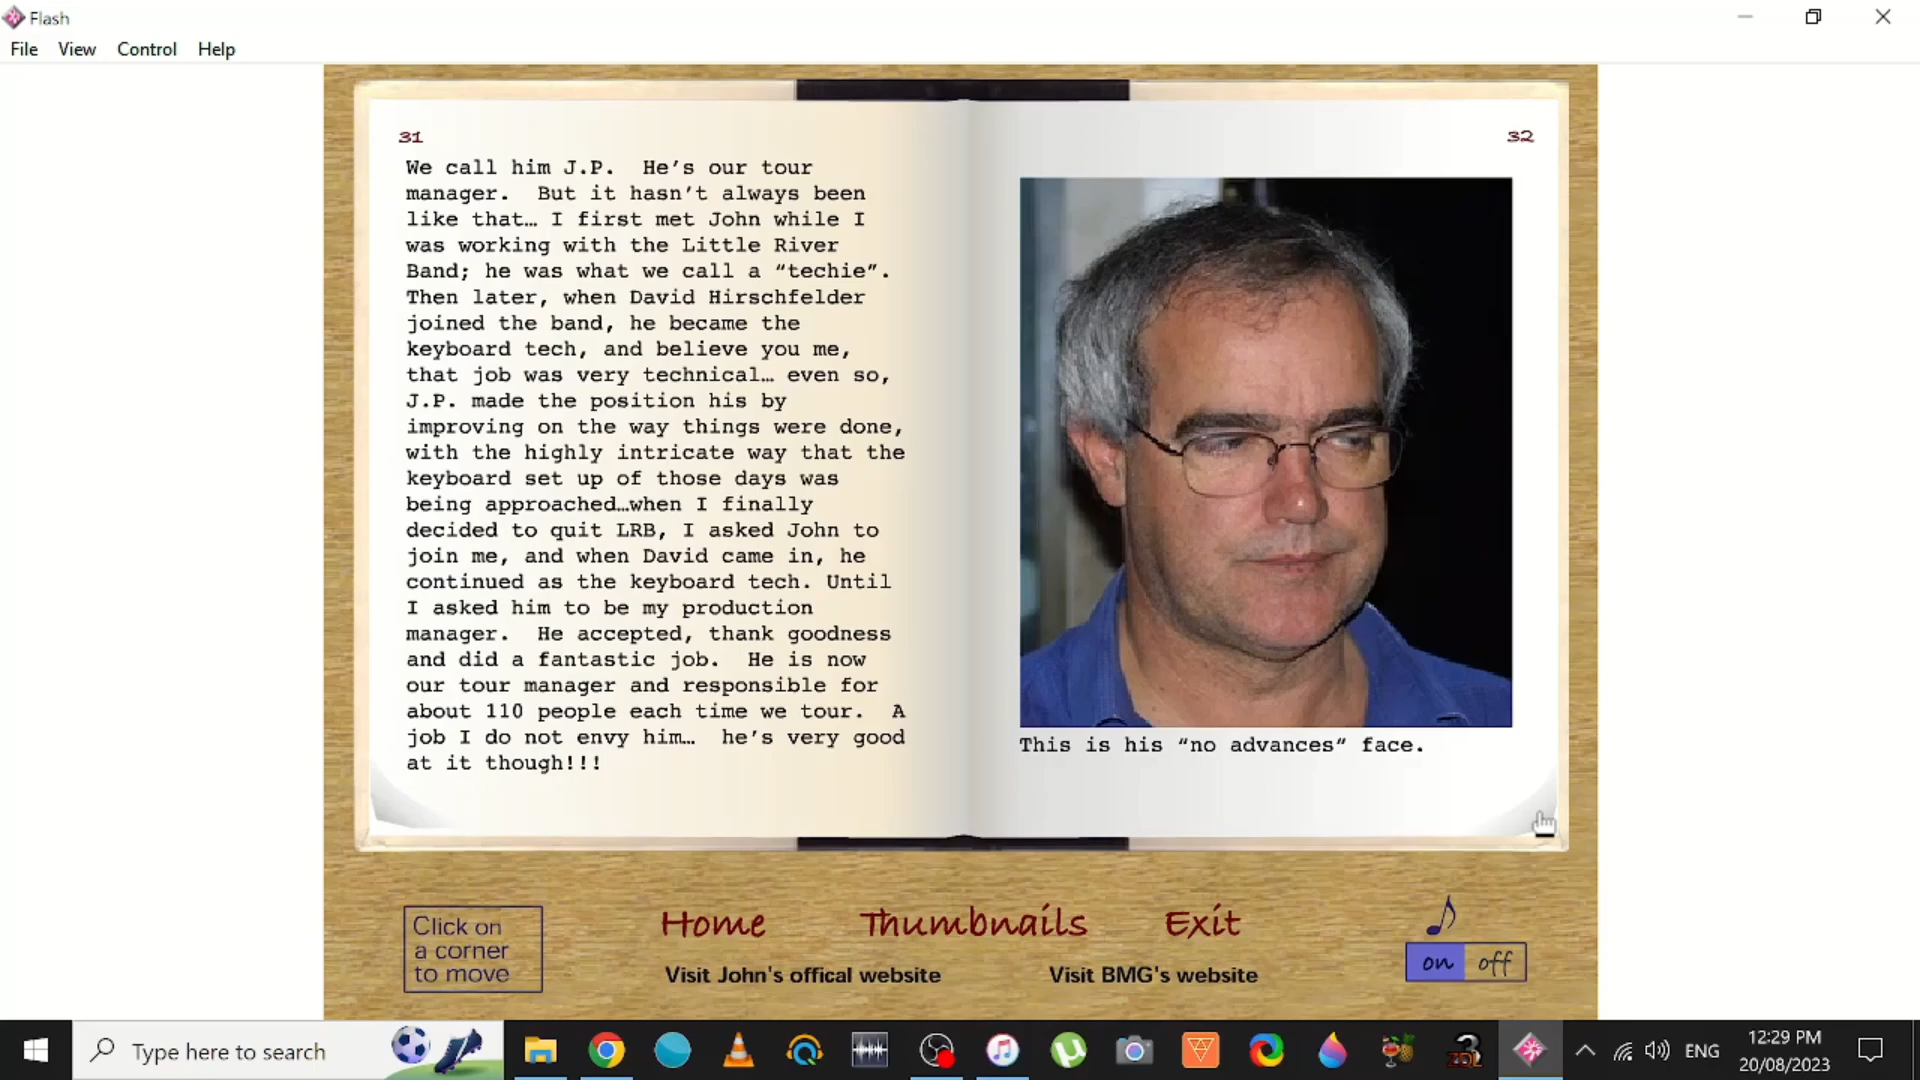 Flash
File View Control Help
31
We call him J.P. He's our tour
manager. But it hasn't always been
like that… I first met John while I
was working with the Little River
Band; he was what we call a “techie”.
Then later, when David Hirschfelder
joined the band, he became the
keyboard tech, and believe you me,
that job was very technical… even so,
J.P. made the position his by
improving on the way things were done,
with the highly intricate way that the
keyboard set up of those days was
being approached…when I finally
decided to quit LRB, I asked John to
join me, and when David came in, he
continued as the keyboard tech. Until
I asked him to be my production
manager. He accepted, thank goodness
and did a fantastic job. He is now
our tour manager and responsible for
about 110 people each time we tour. A
job I do not envy him… he's very good
at it though!!!
32
This is his “no advances” face.
Click on
a corner
to move
Home Thumbnails Exit
Visit John's offical website Visit BMG's website
on off
Type here to search
ENG
12:29 PM
20/08/2023